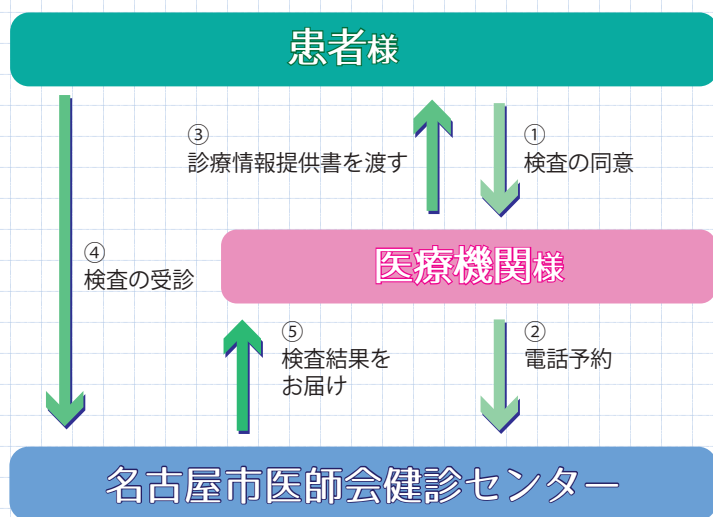 患者様
③
診療情報提供書を渡す
①
検査の同意
④
検査の受診
医療機関様
⑤
検査結果を
お届け
②
電話予約
名古屋市医師会健診センター